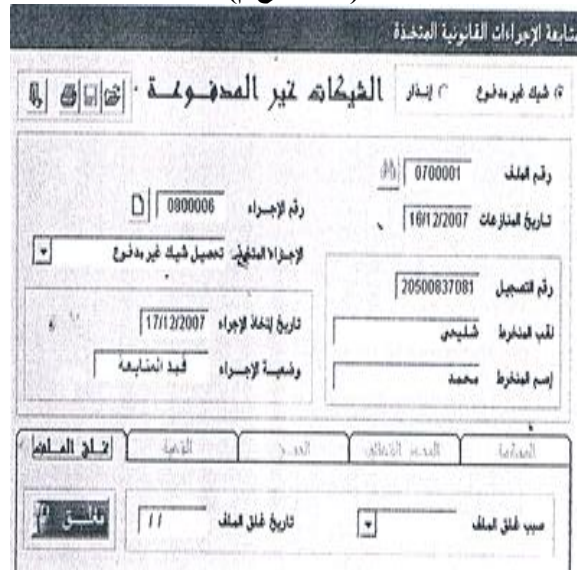 متابعة الإجراءات القانونية المتخذة
شيك غير مدفوع إنذار الشيكات غير المدفوعة
رقم الملف 0700001
تاريخ المنازعات 16/12/2007
رقم الإجراء 0800006
الإجراء المتخذ تحصيل شيك غير مدفوع
رقم التسجيل 20500837081
لقب المنخرط شليحي
إسم المنخرط محمد
تاريخ إتخاذ الإجراء 17/12/2007
وضعية الإجراء قيد المتابعة
غلق الملف
سبب غلق الملف
تاريخ غلق الملف / /